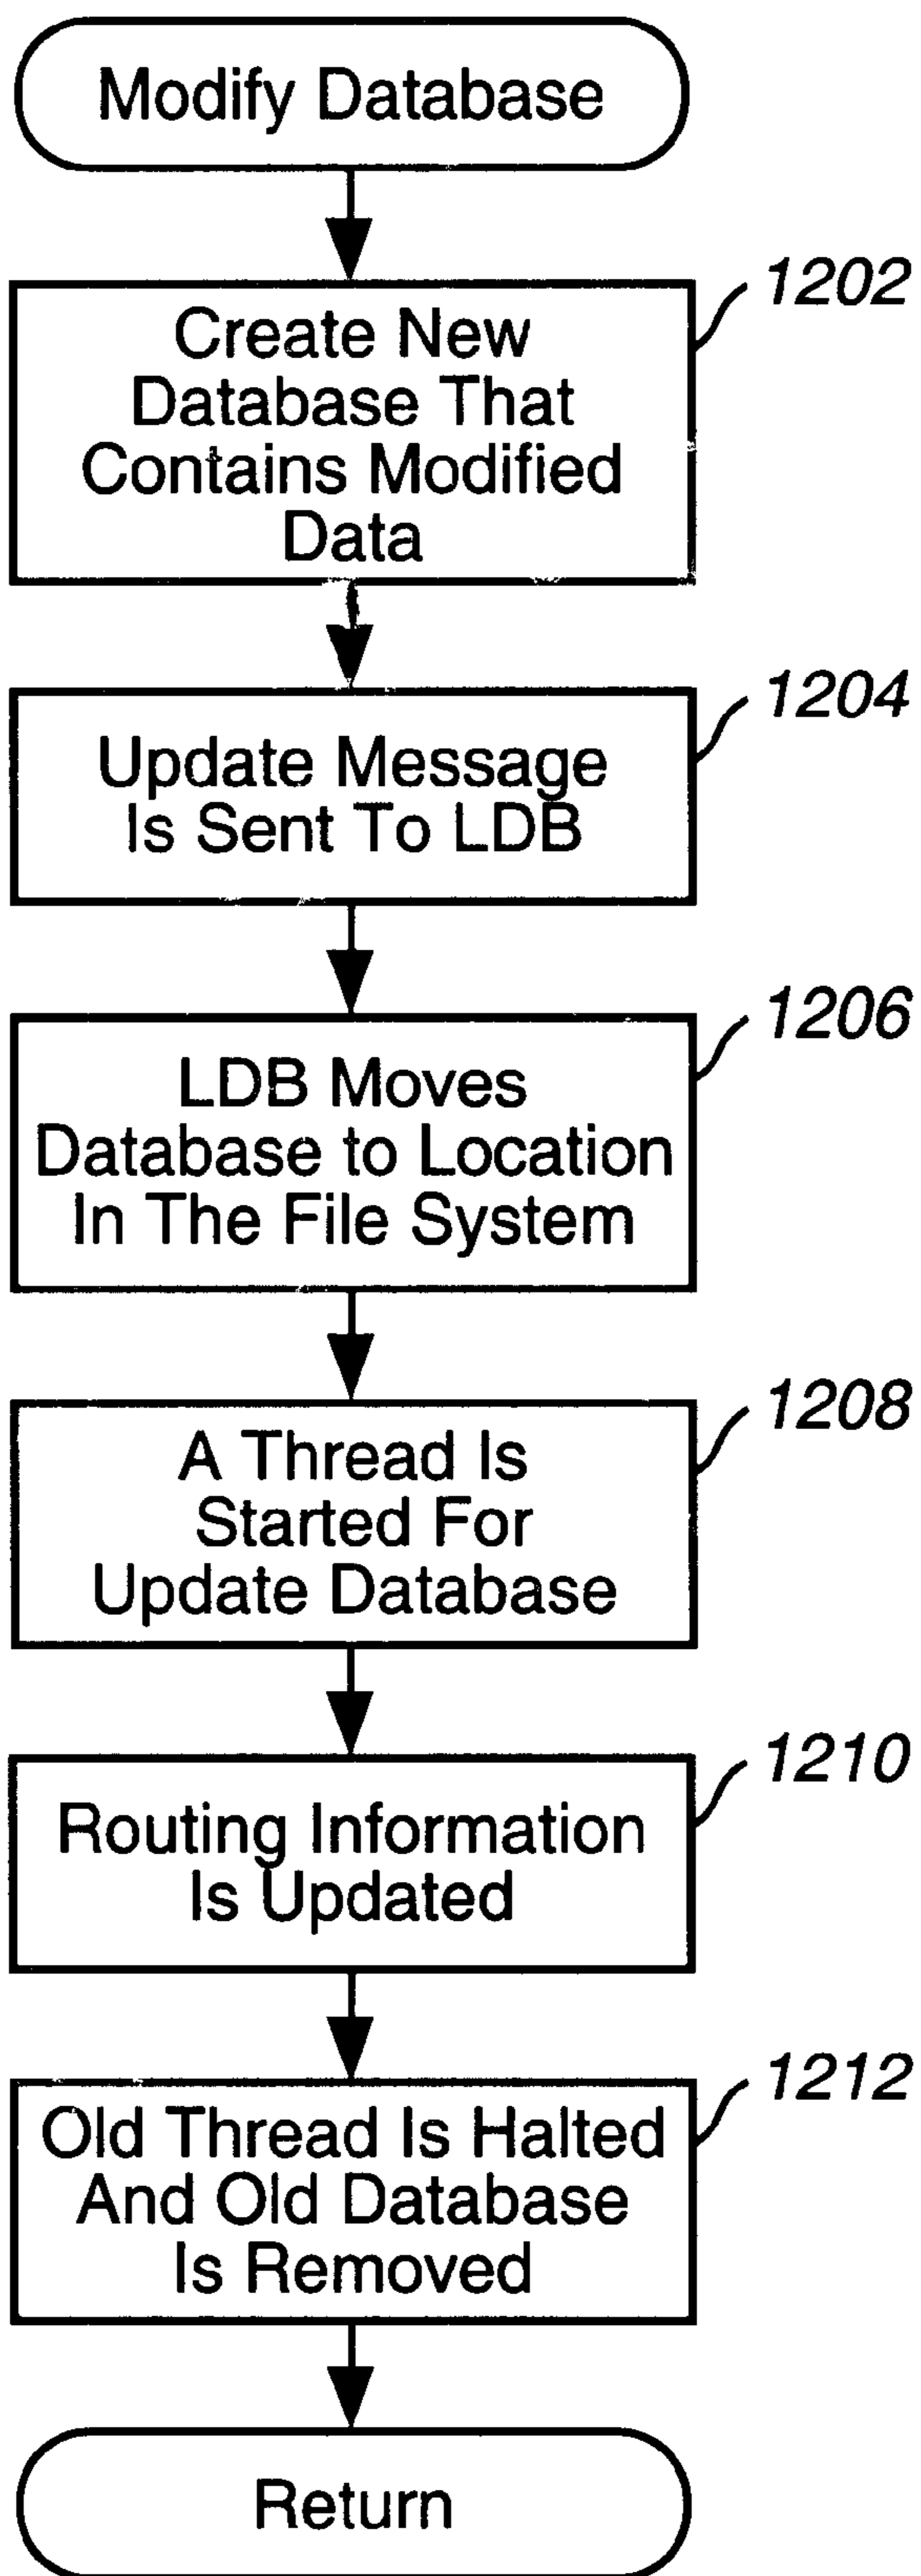 Modify Database
1202
Create New
Database That
Contains Modified
Data
1204
Update Message
Is Sent To LDB
1206
LDB Moves
Database to Location
In The File System
1208
A Thread Is
Started For
Update Database
1210
Routing Information
Is Updated
1212
Old Thread Is Halted
And Old Database
Is Removed
Return